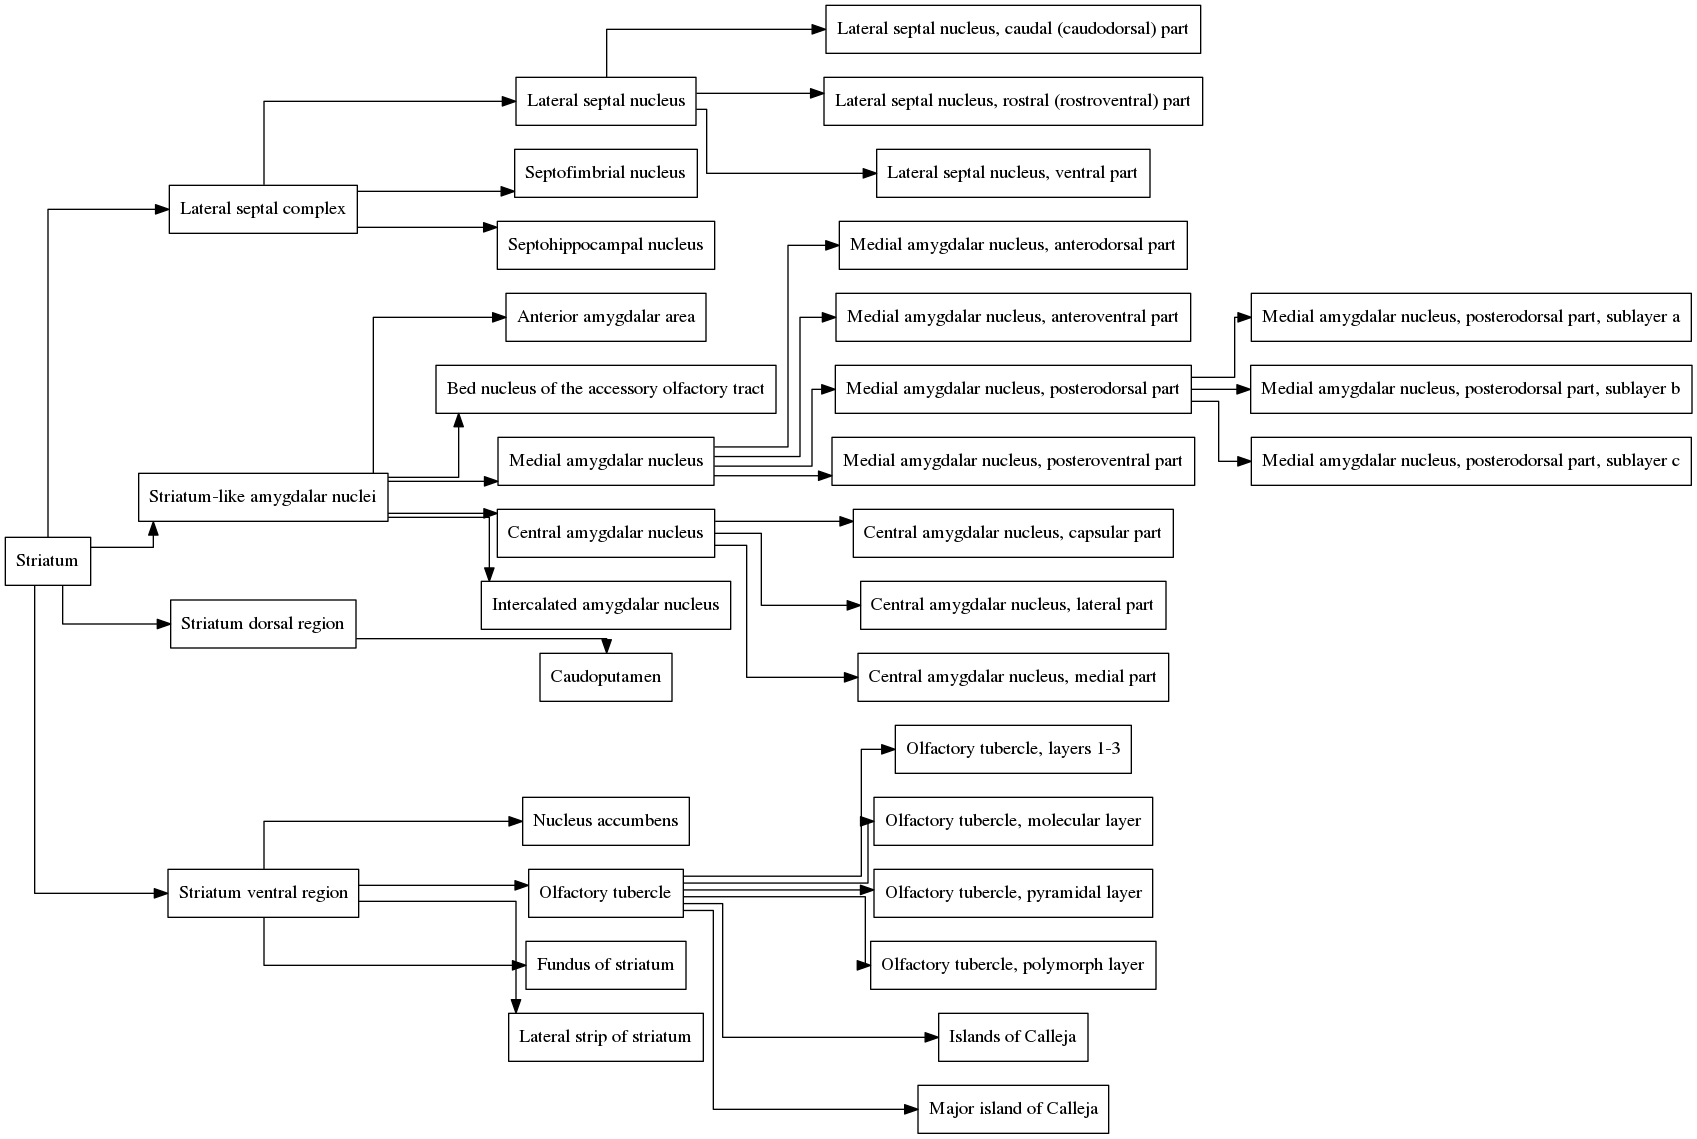 Lateral septal nucleus, caudal (caudodorsal) part
Lateral septal nucleus
Lateral septal nucleus, rostral (rostroventral) part
Septofimbrial nucleus
Lateral septal nucleus, ventral part
Lateral septal complex
Septohippocampal nucleus
Medial amygdalar nucleus, anterodorsal part
Anterior amygdalar area
Medial amygdalar nucleus, anteroventral part
Medial amygdalar nucleus, posterodorsal part, sublayer a
Bed nucleus of the accessory olfactory tract
Medial amygdalar nucleus, posterodorsal part
Medial amygdalar nucleus, posterodorsal part, sublayer b
Medial amygdalar nucleus
Medial amygdalar nucleus, posteroventral part
Medial amygdalar nucleus, posterodorsal part, sublayer c
Striatum-like amygdalar nuclei
Central amygdalar nucleus
Central amygdalar nucleus, capsular part
Striatum
Intercalated amygdalar nucleus
Central amygdalar nucleus, lateral part
Striatum dorsal region
Caudoputamen
Central amygdalar nucleus, medial part
Olfactory tubercle, layers 1-3
Nucleus accumbens
Olfactory tubercle, molecular layer
Striatum ventral region
Olfactory tubercle
Olfactory tubercle, pyramidal layer
Fundus of striatum
Olfactory tubercle, polymorph layer
Lateral strip of striatum
Islands of Calleja
Major island of Calleja